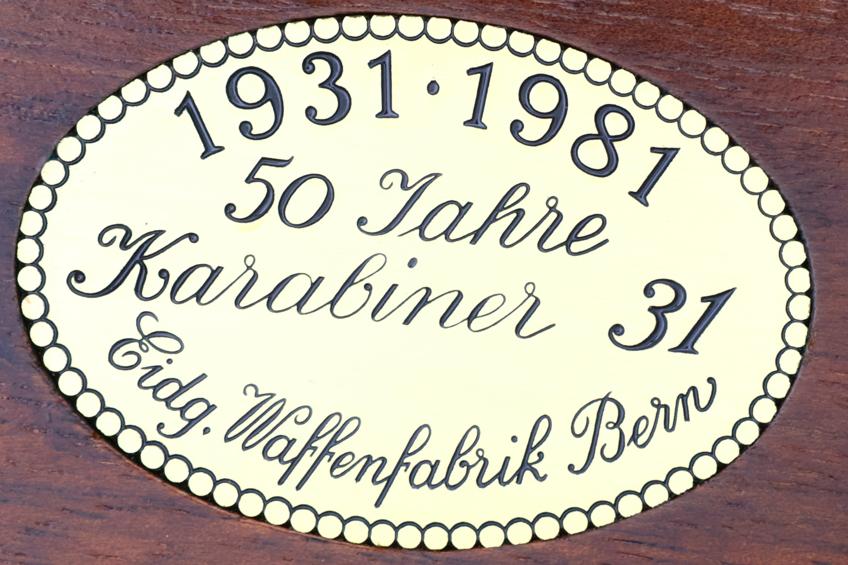 1931 · 1981
50 Jahre
Karabiner 31
Eidg. Waffenfabrik Bern